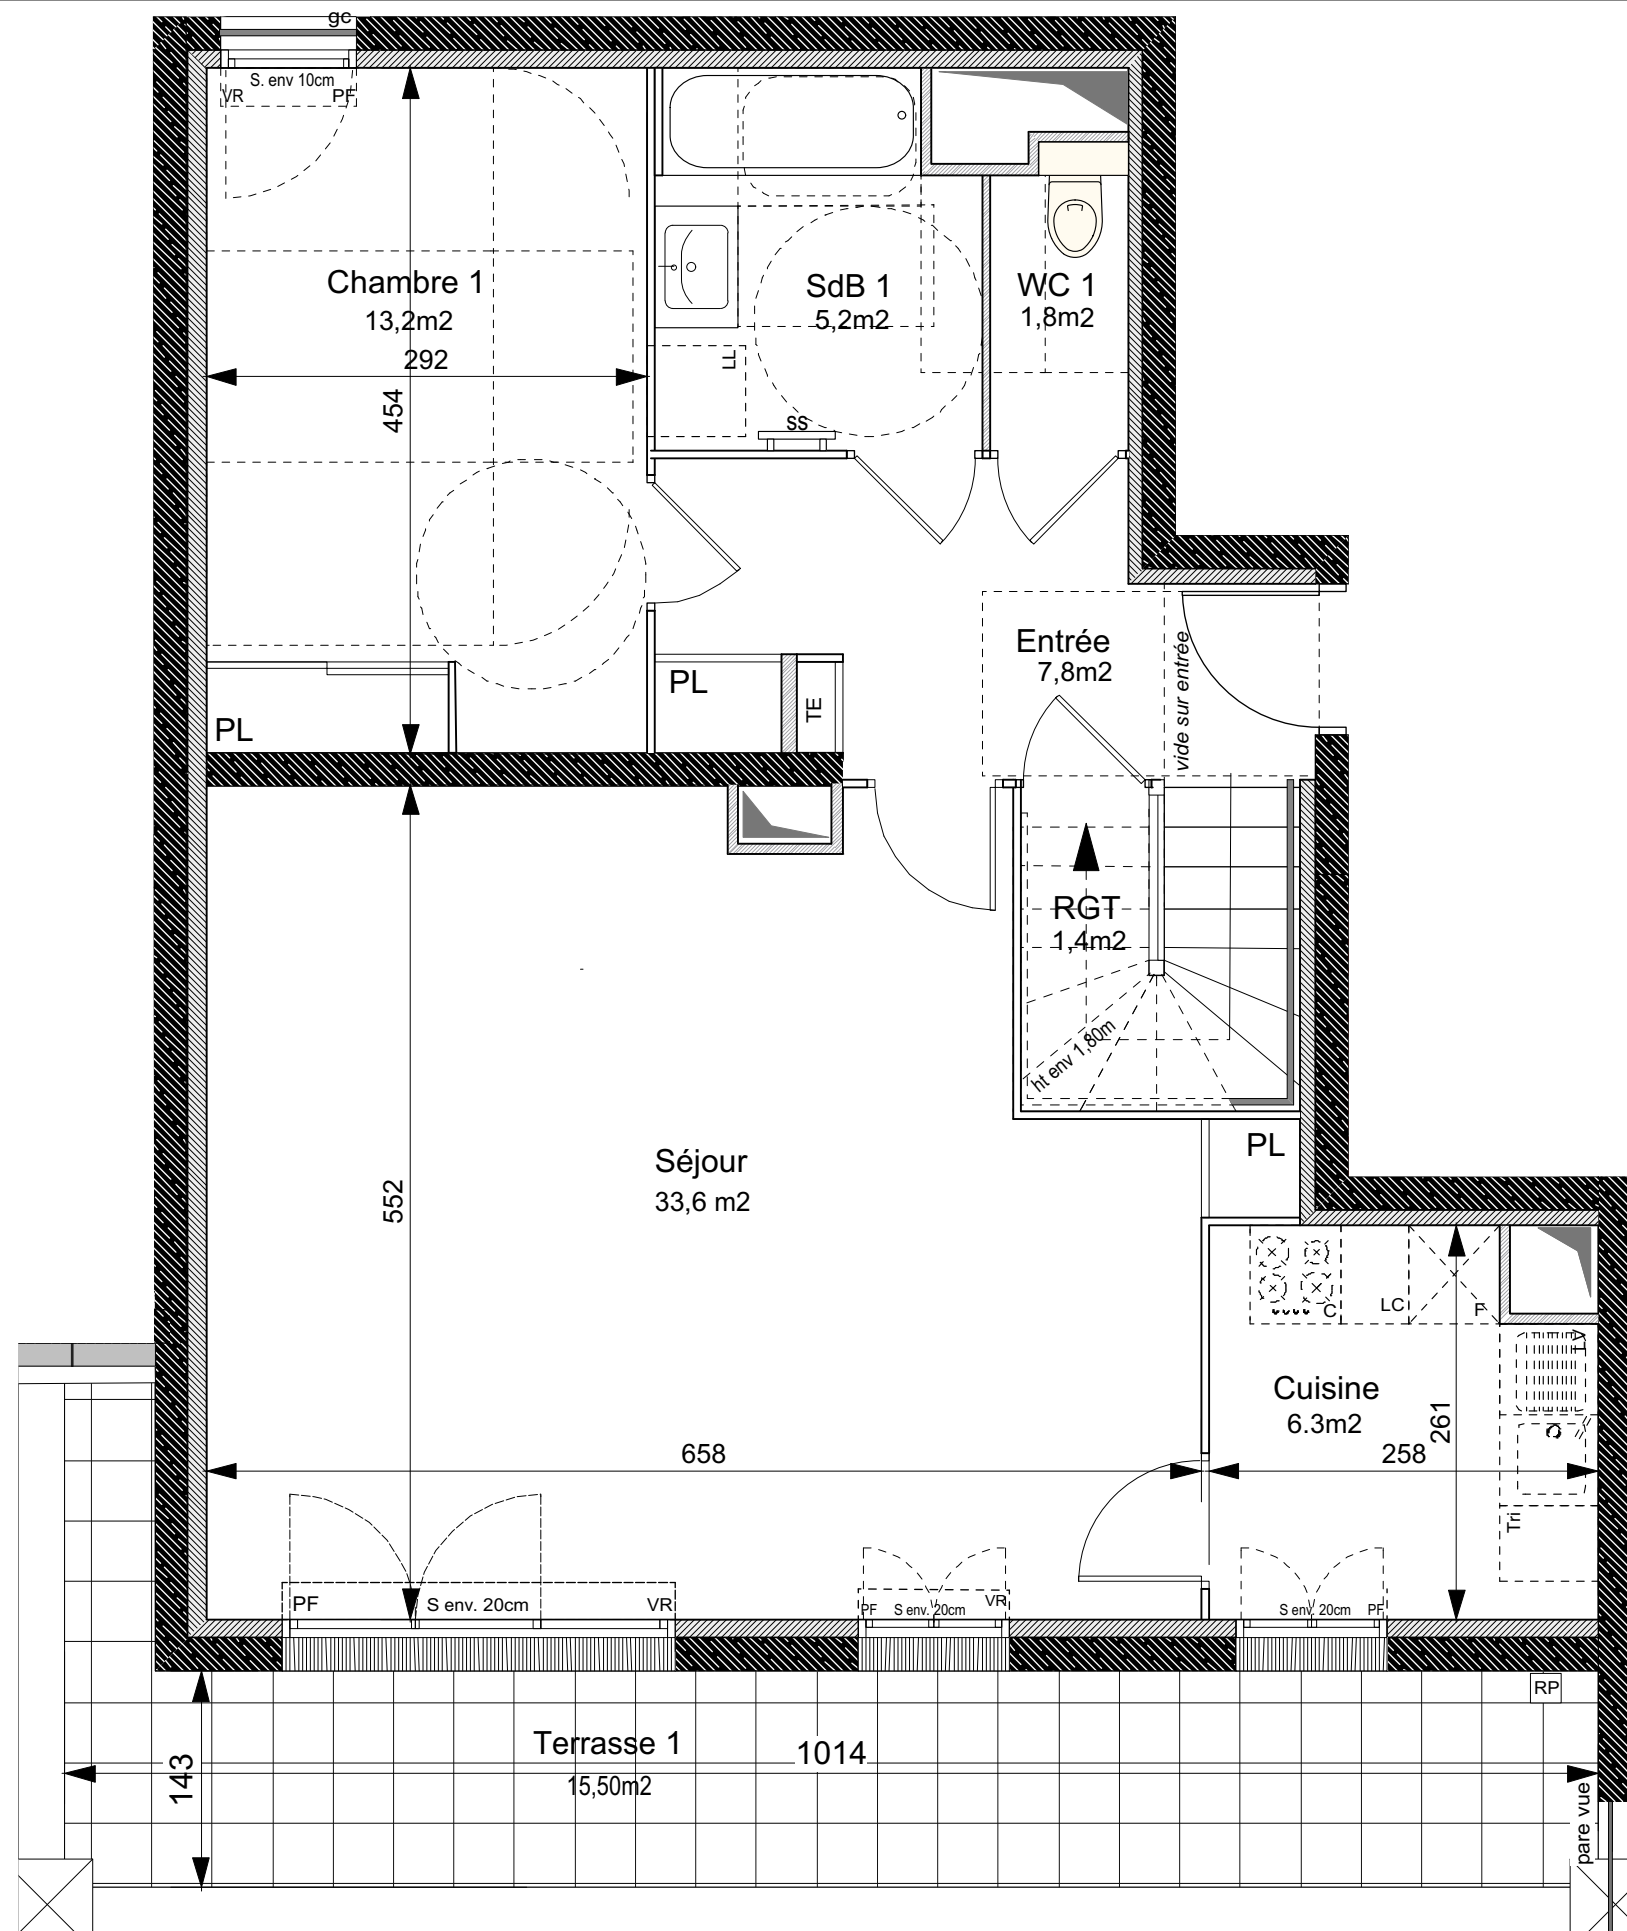 gc
S. env 10cm
VR
PF
Chambre 1
13,2m2
292
454
SdB 1
5,2m2
WC 1
1,8m2
LL
SS
Entrée
7,8m2
vide sur entrée
PL
PL
TE
RGT
1,4m2
ht env 1,80m
PL
Séjour
33,6 m2
552
C
LC
F
LV
Cuisine
6.3m2
261
658
258
Tri
PF
S env. 20cm
VR
PF
S env. 20cm
VR
S env. 20cm
PF
RP
Terrasse 1
15,50m2
1014
143
pare vue